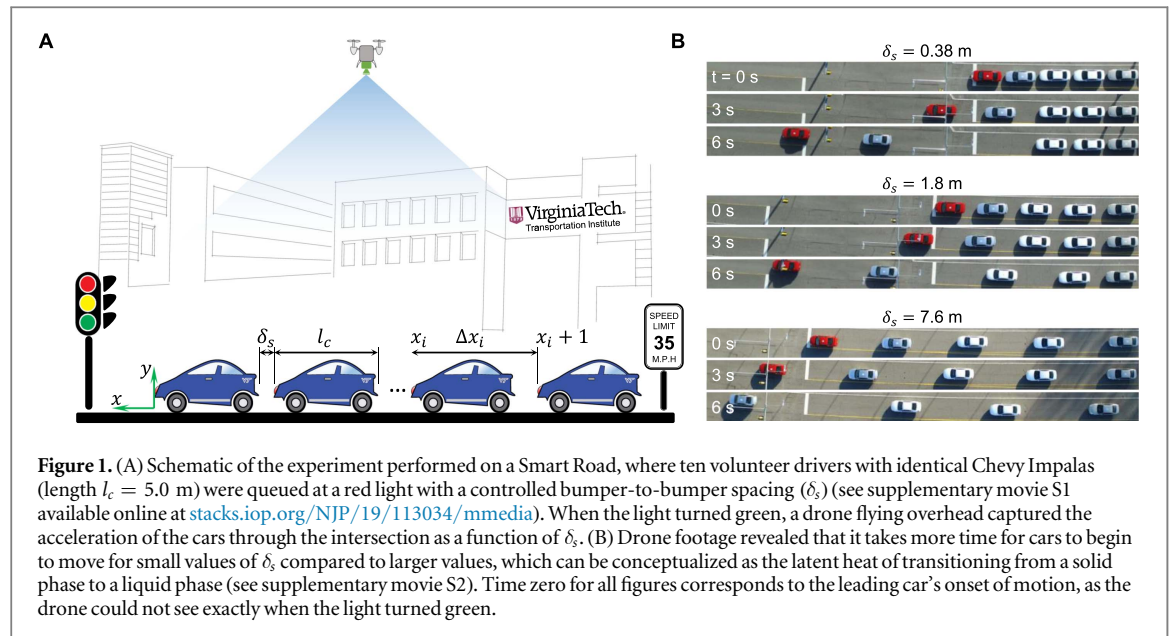 A
VirginiaTech®
Transportation Institute
δₛ
l_c
x_i
Δx_i
x_i + 1
...
y
x
SPEED
LIMIT
35
M.P.H
B
δₛ = 0.38 m
t = 0 s
3 s
6 s
δₛ = 1.8 m
0 s
3 s
6 s
δₛ = 7.6 m
0 s
3 s
6 s
Figure 1. (A) Schematic of the experiment performed on a Smart Road, where ten volunteer drivers with identical Chevy Impalas
(length l_c = 5.0 m) were queued at a red light with a controlled bumper-to-bumper spacing (δₛ) (see supplementary movie S1
available online at stacks.iop.org/NJP/19/113034/mmedia). When the light turned green, a drone flying overhead captured the
acceleration of the cars through the intersection as a function of δₛ. (B) Drone footage revealed that it takes more time for cars to begin
to move for small values of δₛ compared to larger values, which can be conceptualized as the latent heat of transitioning from a solid
phase to a liquid phase (see supplementary movie S2). Time zero for all figures corresponds to the leading car's onset of motion, as the
drone could not see exactly when the light turned green.